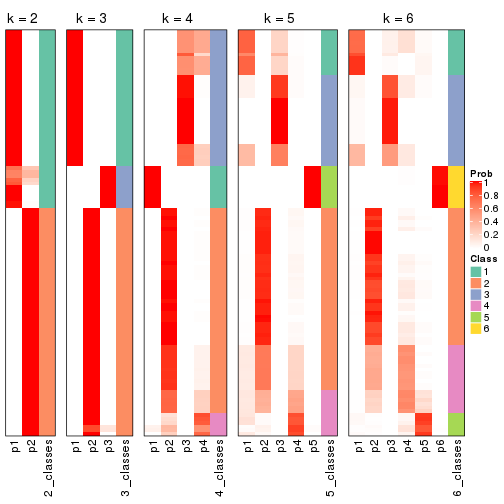 k = 2
k = 3
k = 4
k = 5
k = 6
Prob
1
0.8
0.6
0.4
0.2
0
Class
1
2
3
4
5
6
p1
p2
2_classes
p1
p2
p3
3_classes
p1
p2
p3
p4
4_classes
p1
p2
p3
p4
p5
5_classes
p1
p2
p3
p4
p5
p6
6_classes